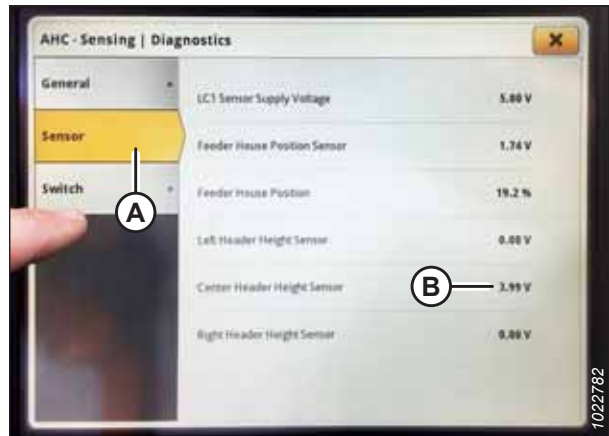 AHC - Sensing | Diagnostics
General
LC1 Sensor Supply Voltage 5.00 V
Sensor
Feeder House Position Sensor 1.74 V
A
Switch
Feeder House Position 19.2 %
Left Header Height Sensor 0.00 V
Center Header Height Sensor B 3.99 V
Right Header Height Sensor 0.00 V
1022782